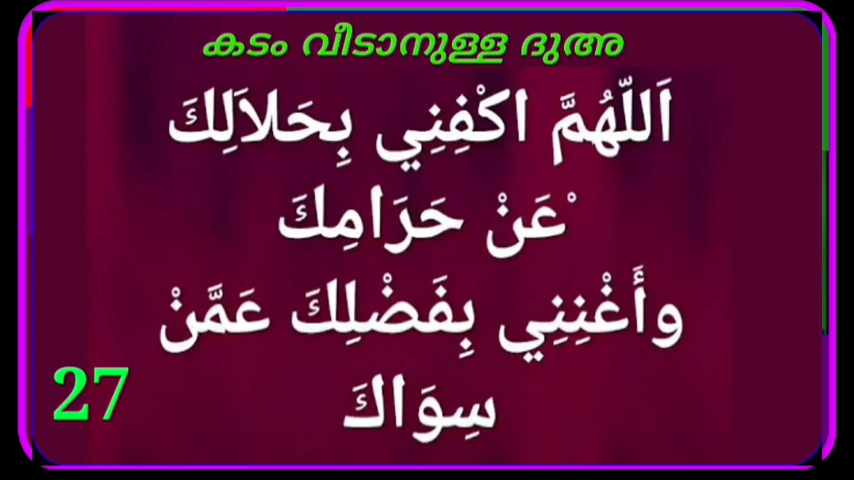 കടം വീടാനുള്ള ദുഅ
اَللّهُمَّ اكْفِنِي بِحَلاَلِكَ
ْعَنْ حَرَامِكَ
وأَغْنِنِي بِفَضْلِكَ عَمَّنْ
سِوَاكَ
27